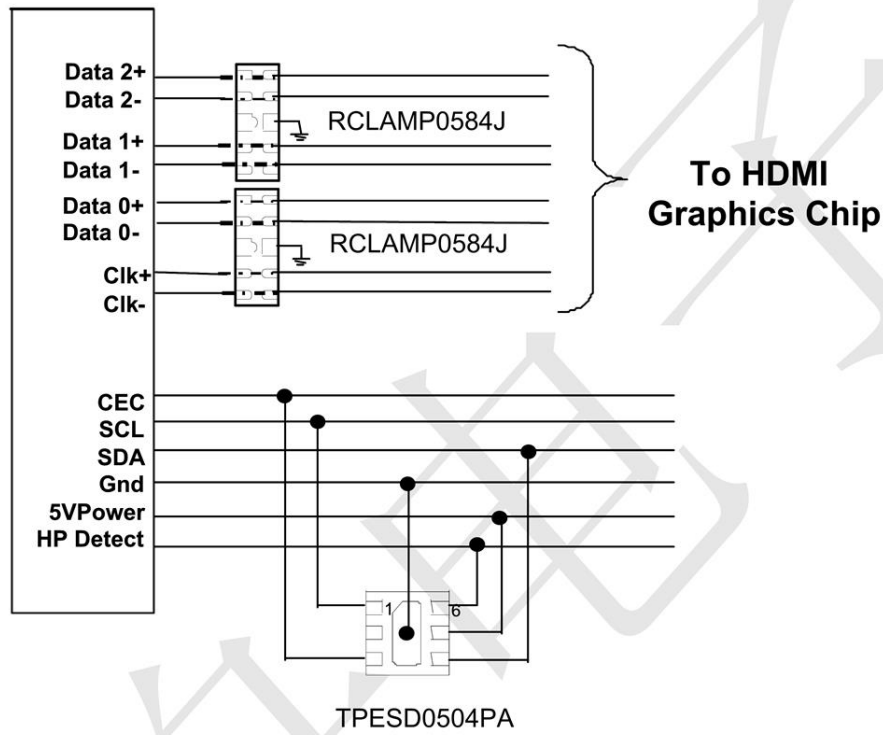 Data 2+
Data 2-
RCLAMP0584J
Data 1+
Data 1-
To HDMI
Graphics Chip
Data 0+
Data 0-
RCLAMP0584J
Clk+
Clk-
CEC
SCL
SDA
Gnd
5VPower
HP Detect
1
6
TPESD0504PA